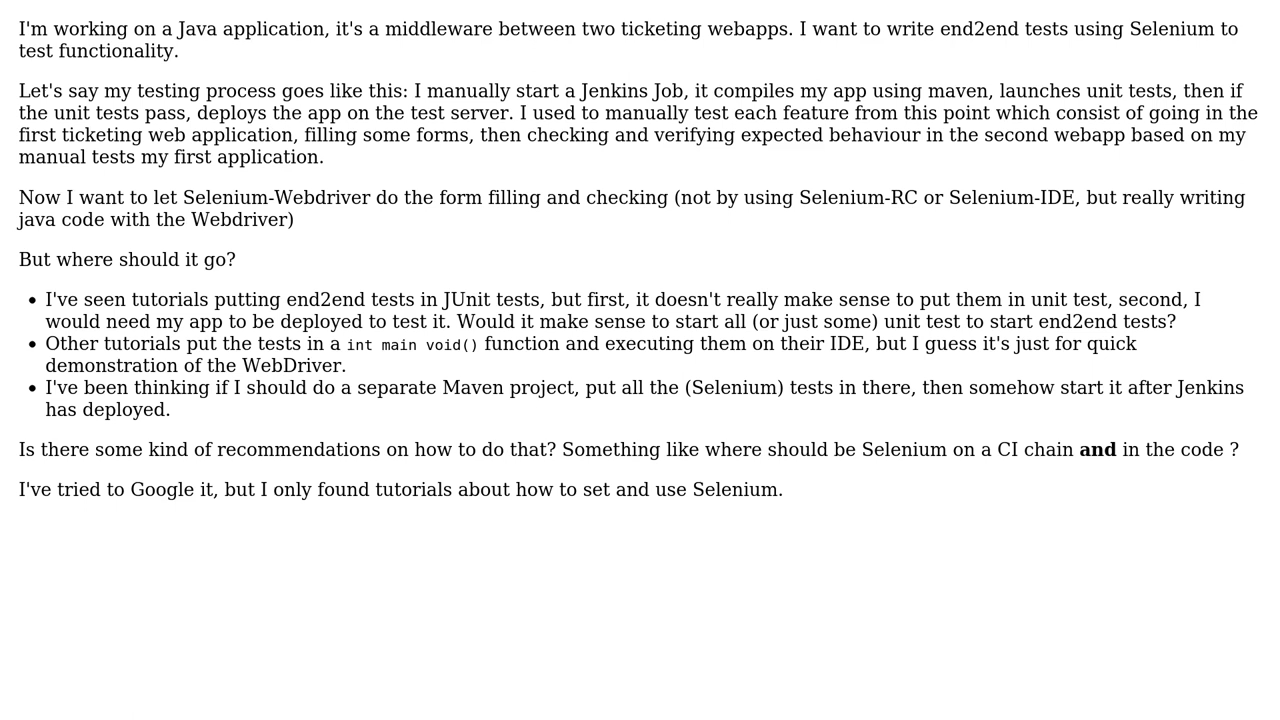 I'm working on a Java application, it's a middleware between two ticketing webapps. I want to write end2end tests using Selenium to
test functionality.
Let's say my testing process goes like this: I manually start a Jenkins Job, it compiles my app using maven, launches unit tests, then if
the unit tests pass, deploys the app on the test server. I used to manually test each feature from this point which consist of going in the
first ticketing web application, filling some forms, then checking and verifying expected behaviour in the second webapp based on my
manual tests my first application.
Now I want to let Selenium-Webdriver do the form filling and checking (not by using Selenium-RC or Selenium-IDE, but really writing
java code with the Webdriver)
But where should it go?
• I've seen tutorials putting end2end tests in JUnit tests, but first, it doesn't really make sense to put them in unit test, second, I
would need my app to be deployed to test it. Would it make sense to start all (or just some) unit test to start end2end tests?
• Other tutorials put the tests in a int main void() function and executing them on their IDE, but I guess it's just for quick
demonstration of the WebDriver.
• I've been thinking if I should do a separate Maven project, put all the (Selenium) tests in there, then somehow start it after Jenkins
has deployed.
Is there some kind of recommendations on how to do that? Something like where should be Selenium on a CI chain and in the code ?
I've tried to Google it, but I only found tutorials about how to set and use Selenium.